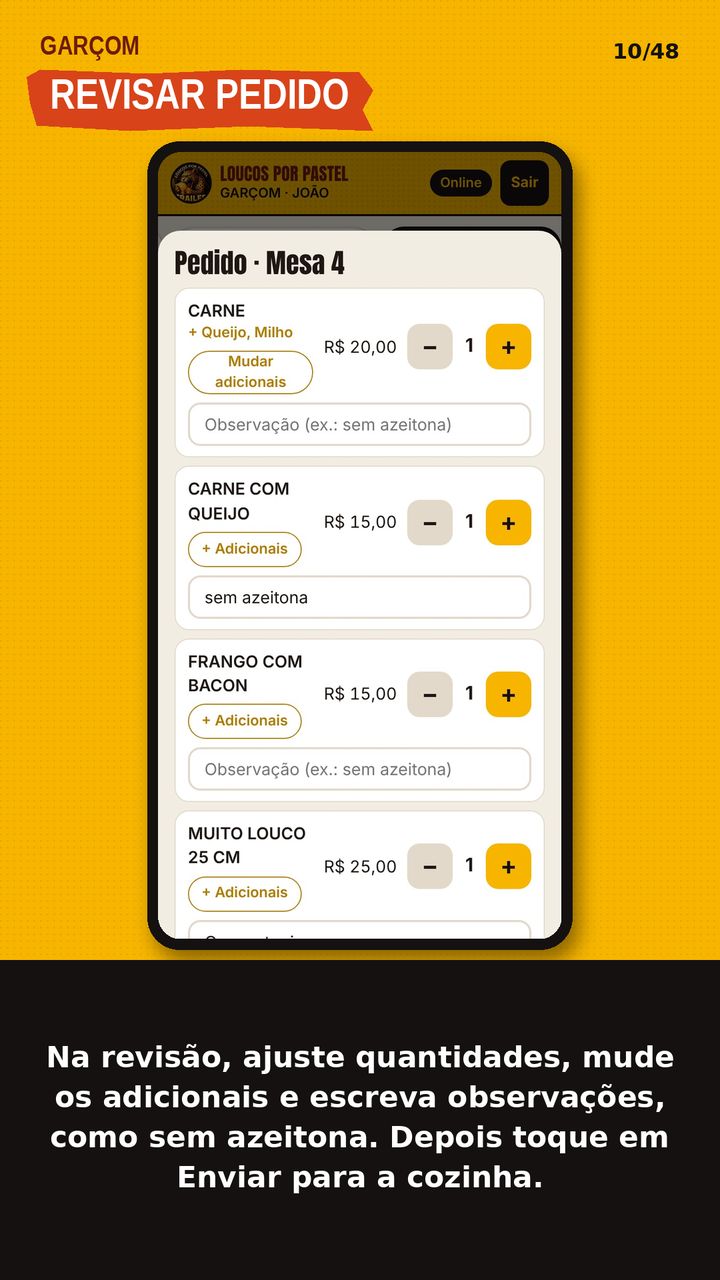 GARÇOM
10/48
REVISAR PEDIDO
LOUCOS POR PASTEL
GARÇOM · JOÃO
Online
Sair
Pedido · Mesa 4
CARNE
+ Queijo, Milho
Mudar
adicionais
R$ 20,00
−
1
+
Observação (ex.: sem azeitona)
CARNE COM
QUEIJO
+ Adicionais
R$ 15,00
−
1
+
sem azeitona
FRANGO COM
BACON
+ Adicionais
R$ 15,00
−
1
+
Observação (ex.: sem azeitona)
MUITO LOUCO
25 CM
+ Adicionais
R$ 25,00
−
1
+
Na revisão, ajuste quantidades, mude
os adicionais e escreva observações,
como sem azeitona. Depois toque em
Enviar para a cozinha.